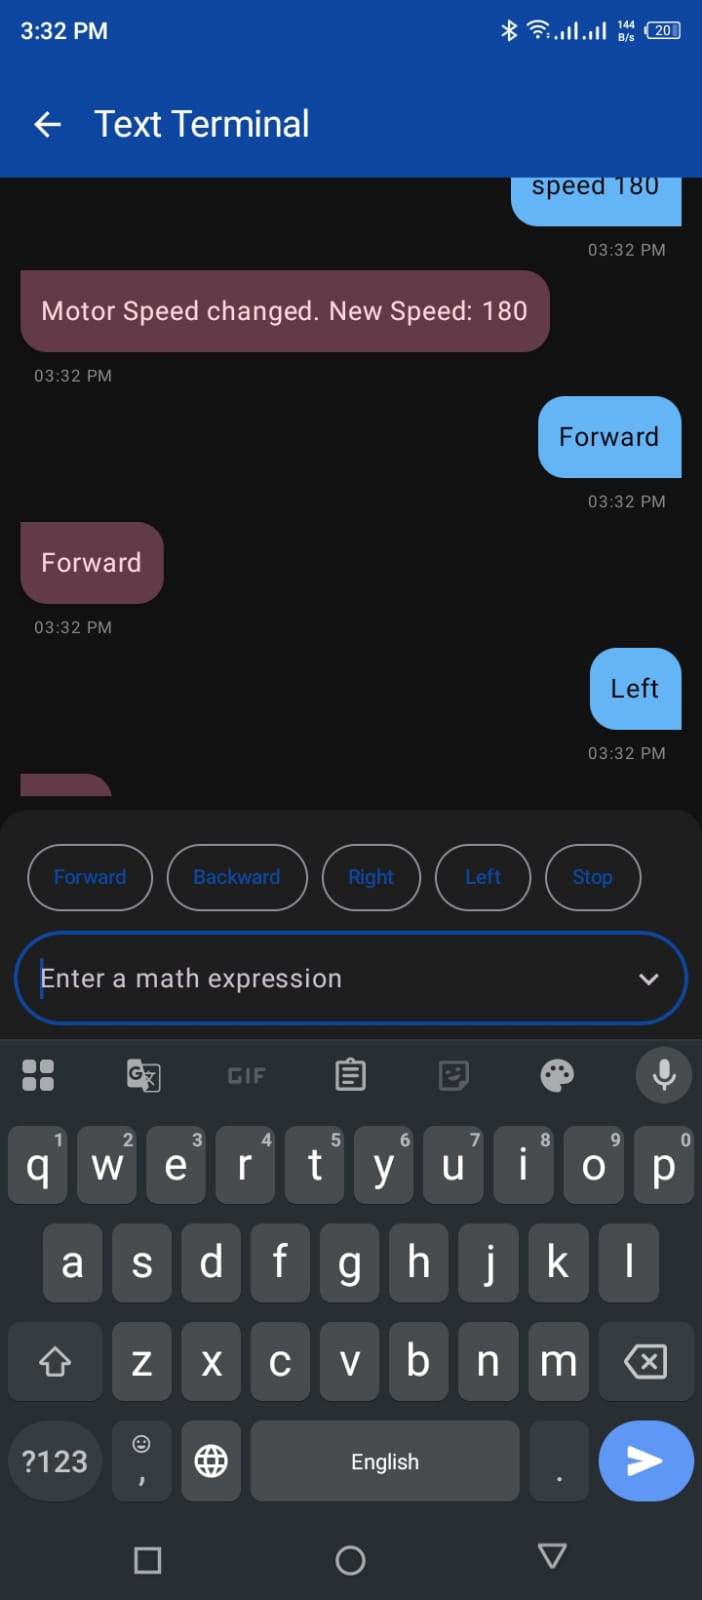 3:32 PM
144
B/s
20
Text Terminal
speed 180
03:32 PM
Motor Speed changed. New Speed: 180
03:32 PM
Forward
03:32 PM
Forward
03:32 PM
Left
03:32 PM
Forward Backward Right Left Stop
Enter a math expression
GIF
1 2 3 4 5 6 7 8 9 0
q w e r t y u i o p
a s d f g h j k l
z x c v b n m
?123 , English .